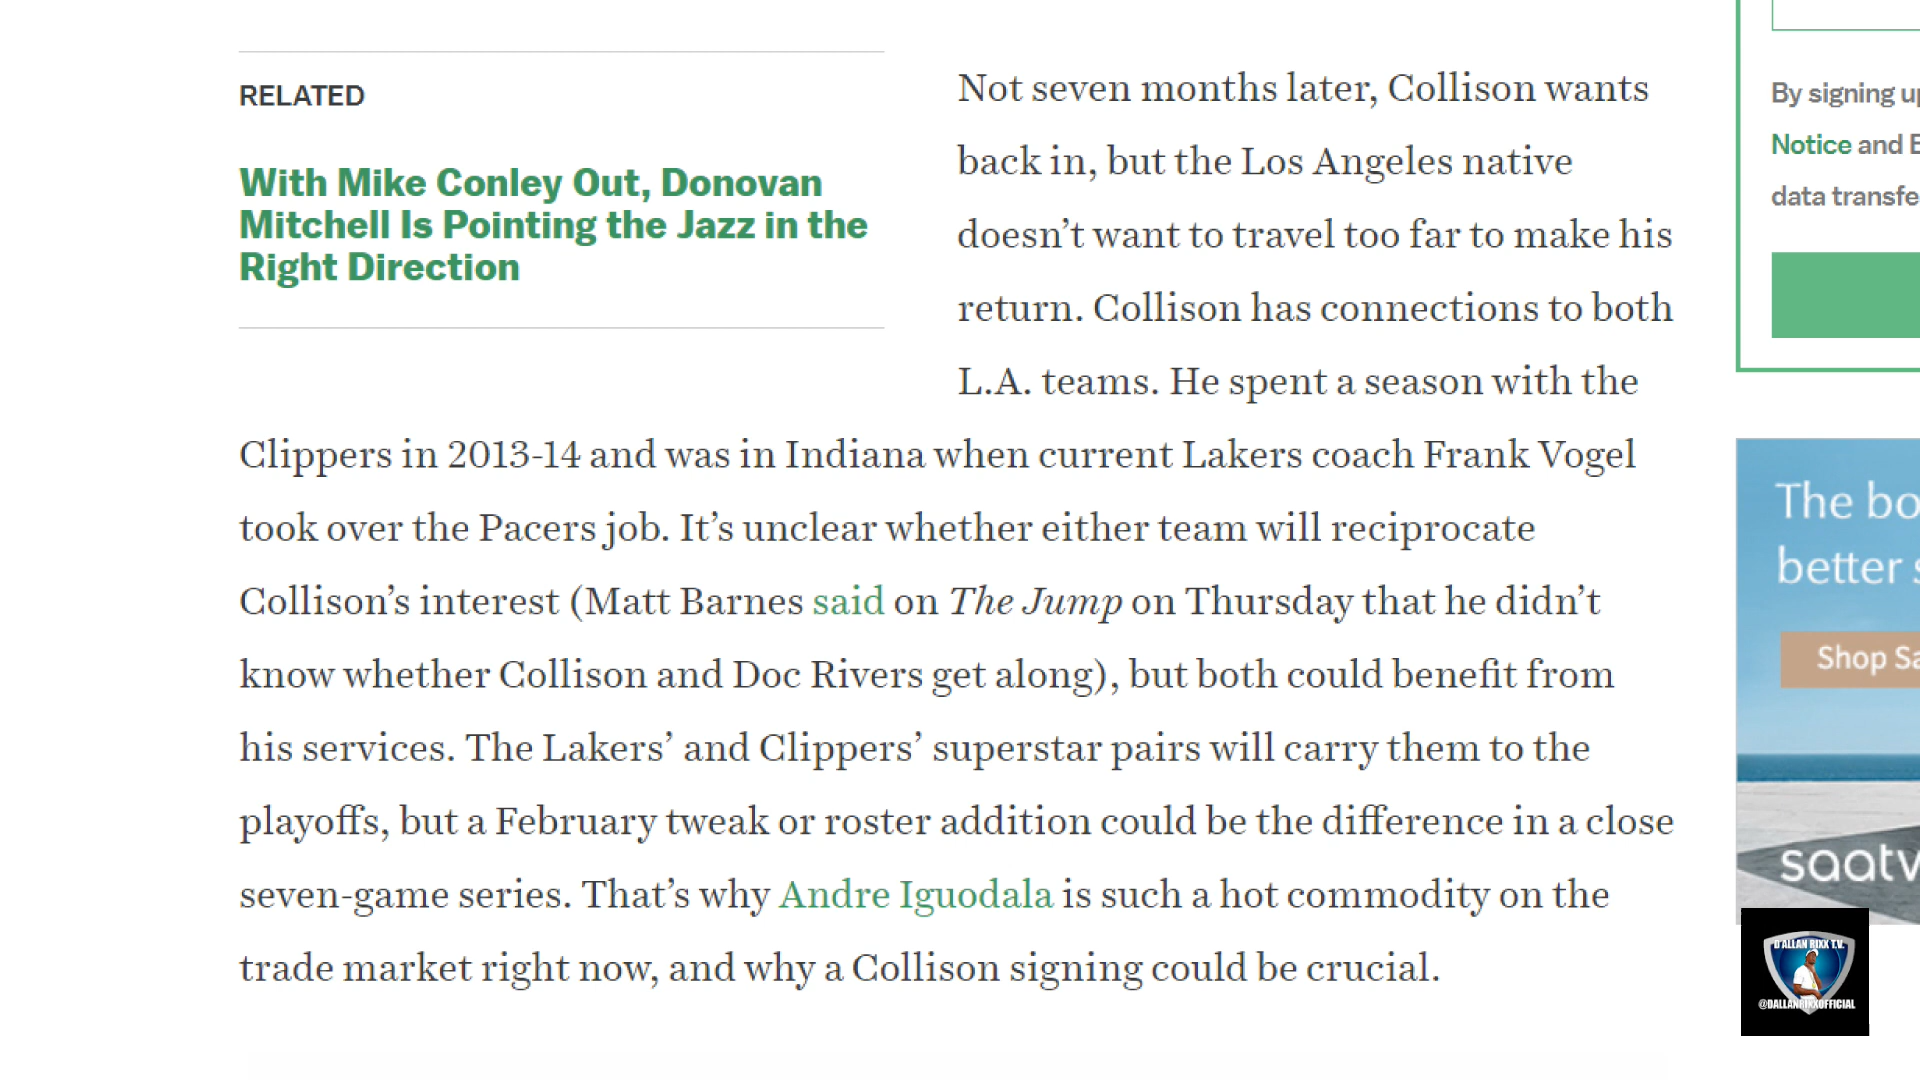 RELATED
With Mike Conley Out, Donovan
Mitchell Is Pointing the Jazz in the
Right Direction
Not seven months later, Collison wants
back in, but the Los Angeles native
doesn’t want to travel too far to make his
return. Collison has connections to both
L.A. teams. He spent a season with the
Clippers in 2013-14 and was in Indiana when current Lakers coach Frank Vogel
took over the Pacers job. It’s unclear whether either team will reciprocate
Collison’s interest (Matt Barnes said on The Jump on Thursday that he didn’t
know whether Collison and Doc Rivers get along), but both could benefit from
his services. The Lakers’ and Clippers’ superstar pairs will carry them to the
playoffs, but a February tweak or roster addition could be the difference in a close
seven-game series. That’s why Andre Iguodala is such a hot commodity on the
trade market right now, and why a Collison signing could be crucial.
By signing
Notice and
data
The
better
Shop
D'ALLAN RIXX T.V.
@DALLANRIXXOFFICIAL